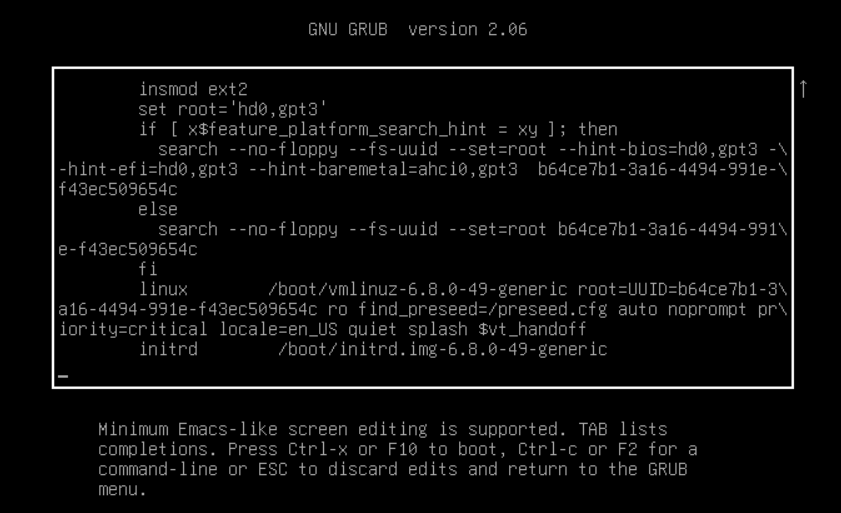 GNU GRUB  version 2.06
insmod ext2
set root='hd0,gpt3'
if [ x$feature_platform_search_hint = xy ]; then
search --no-floppy --fs-uuid --set=root --hint-bios=hd0,gpt3 -\
-hint-efi=hd0,gpt3 --hint-baremetal=ahci0,gpt3  b64ce7b1-3a16-4494-991e-\
f43ec509654c
else
search --no-floppy --fs-uuid --set=root b64ce7b1-3a16-4494-991\
e-f43ec509654c
fi
linux        /boot/vmlinuz-6.8.0-49-generic root=UUID=b64ce7b1-3\
a16-4494-991e-f43ec509654c ro find_preseed=/preseed.cfg auto noprompt pr\
iority=critical locale=en_US quiet splash $vt_handoff
initrd        /boot/initrd.img-6.8.0-49-generic
Minimum Emacs-like screen editing is supported. TAB lists
completions. Press Ctrl-x or F10 to boot, Ctrl-c or F2 for a
command-line or ESC to discard edits and return to the GRUB
menu.